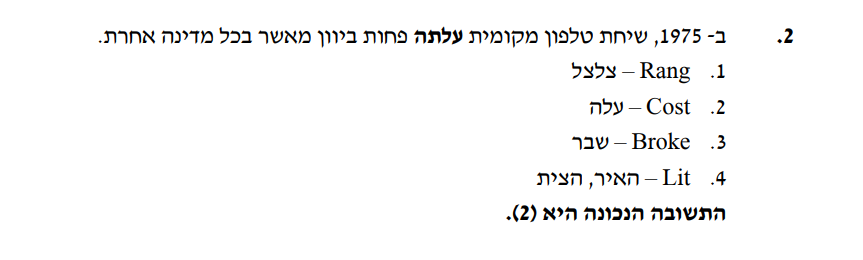 2. ב- 1975, שיחת טלפון מקומית עלתה פחות ביוון מאשר בכל מדינה אחרת.
1. Rang – צלצל
2. Cost – עלה
3. Broke – שבר
4. Lit – האיר, הצית
התשובה הנכונה היא (2).